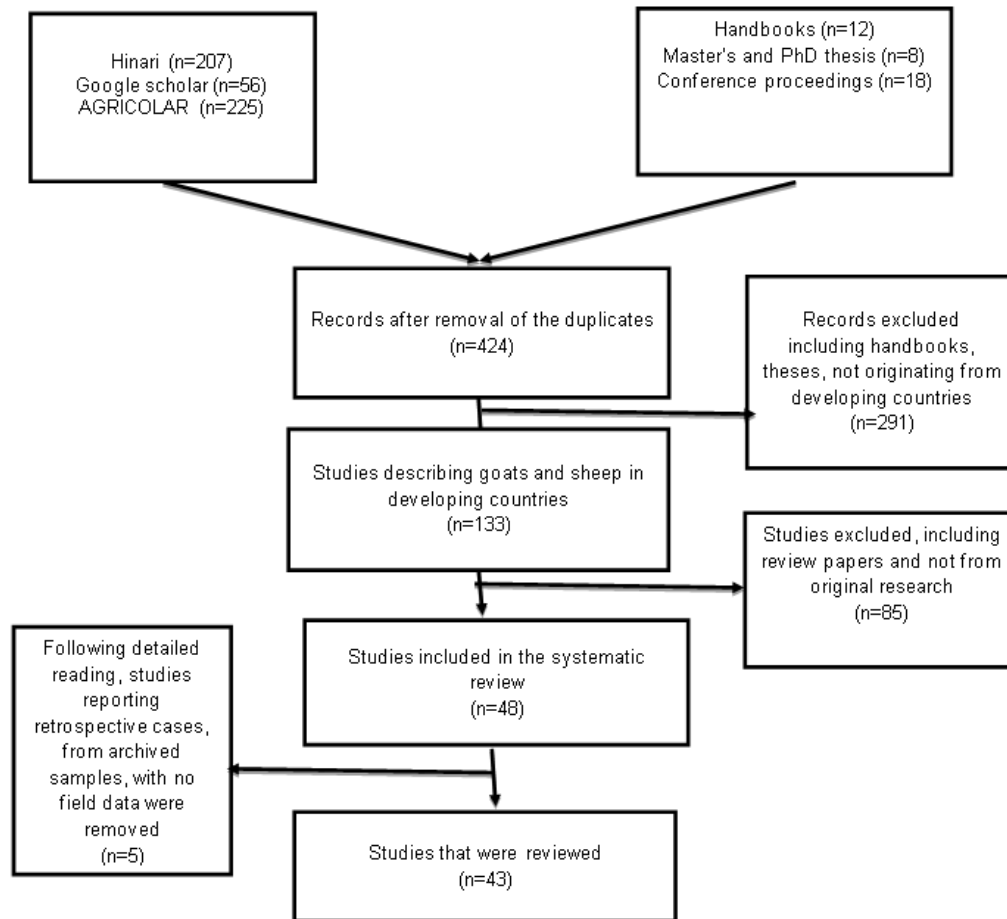 Hinari (n=207)
Google scholar (n=56)
AGRICOLAR (n=225)
Handbooks (n=12)
Master's and PhD thesis (n=8)
Conference proceedings (n=18)
Records after removal of the duplicates
(n=424)
Records excluded
including handbooks,
theses, not originating from
developing countries
(n=291)
Studies describing goats and sheep in
developing countries
(n=133)
Studies excluded, including
review papers and not from
original research
(n=85)
Studies included in the systematic
review
(n=48)
Following detailed
reading, studies
reporting
retrospective cases,
from archived
samples, with no
field data were
removed
(n=5)
Studies that were reviewed
(n=43)